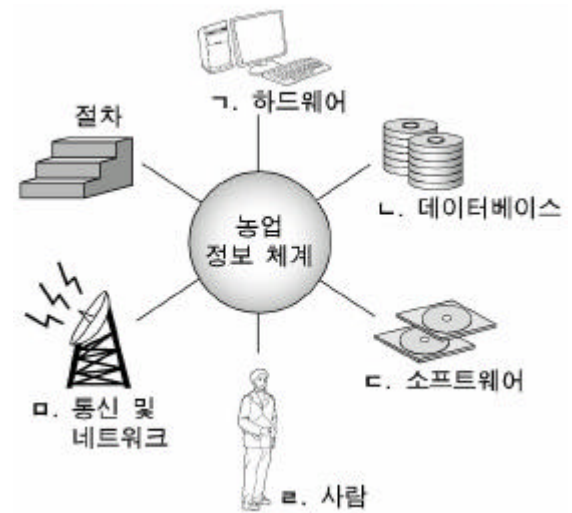 ㄱ. 하드웨어
절차
ㄴ. 데이터베이스
농업
정보 체계
ㄷ. 소프트웨어
ㅁ. 통신 및
네트워크
ㄹ. 사람